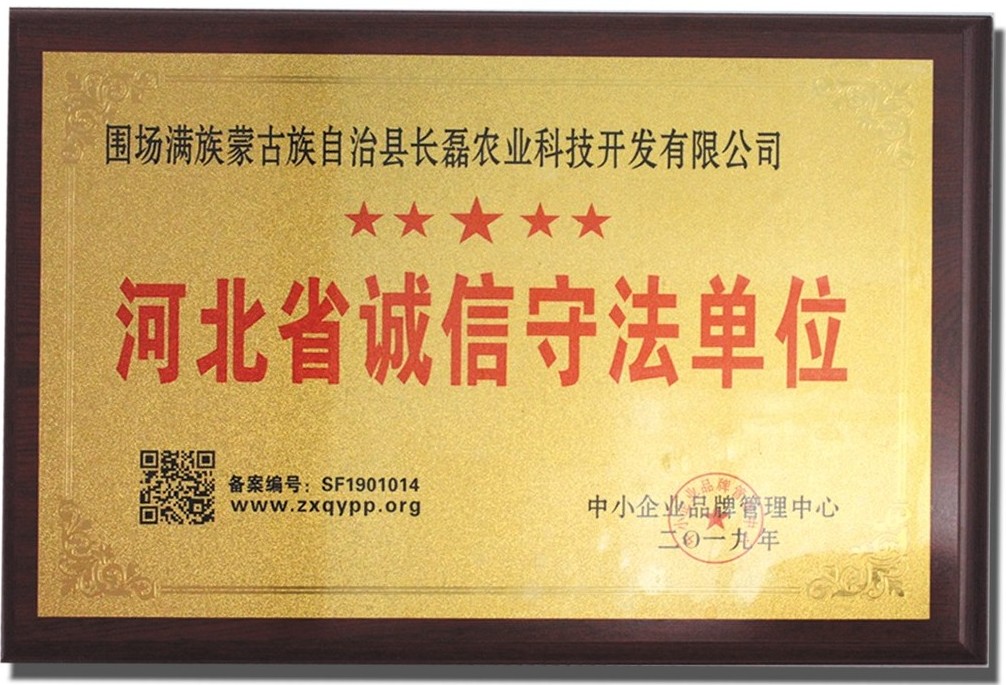 围场满族蒙古族自治县长磊农业科技开发有限公司
河北省诚信守法单位
备案编号：SF1901014
www.zxqypp.org
中小企业品牌管理中心
二〇一九年